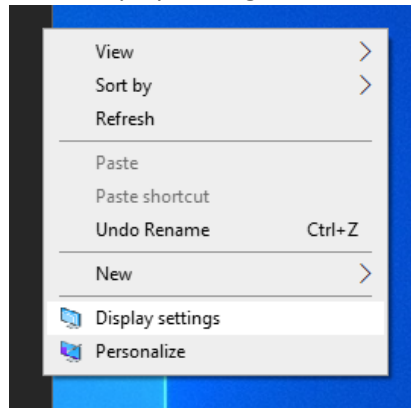 View
Sort by
Refresh
Paste
Paste shortcut
Undo Rename Ctrl+Z
New
Display settings
Personalize